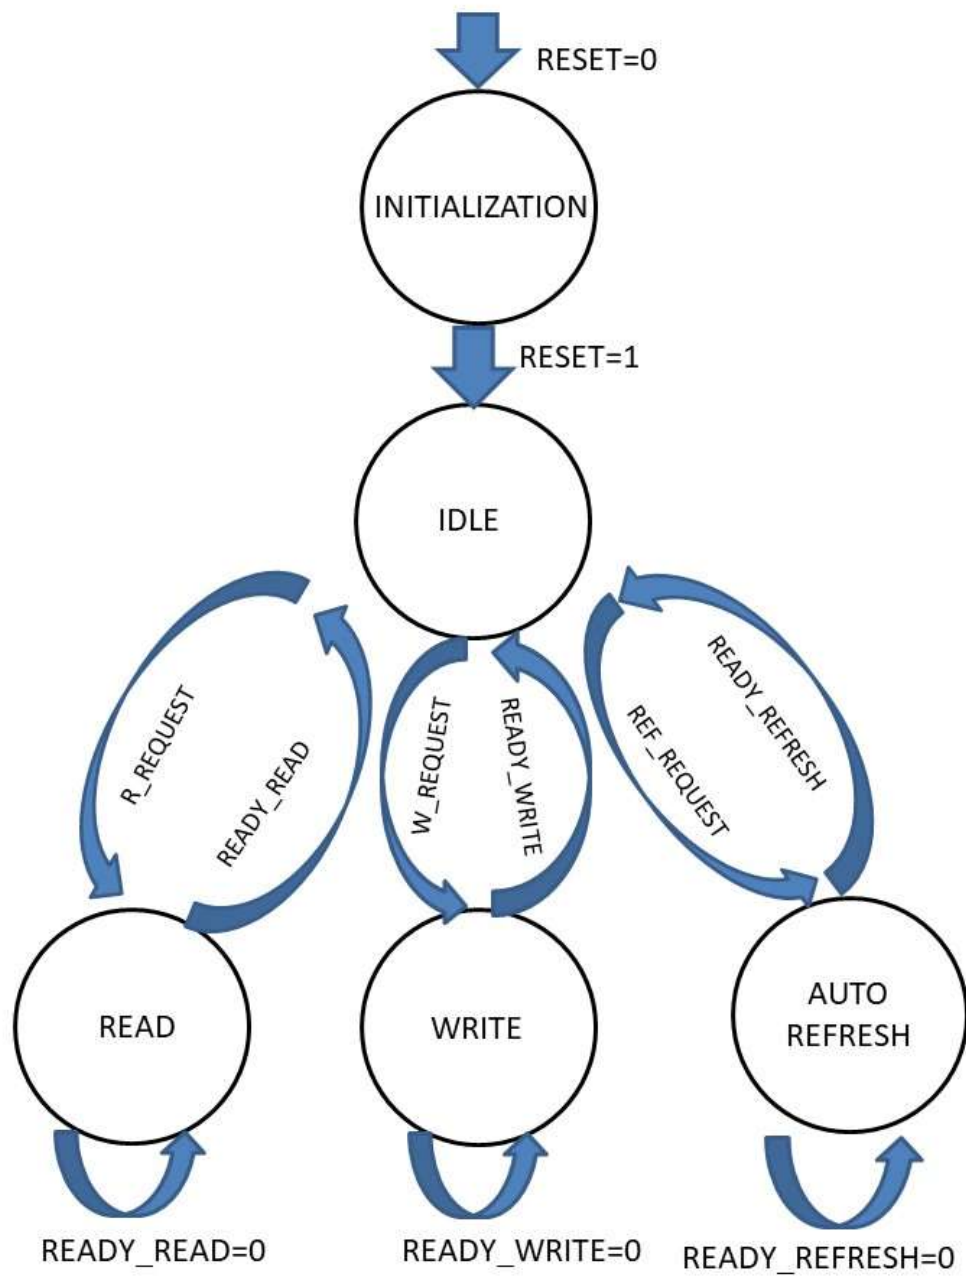 RESET=0
INITIALIZATION
RESET=1
IDLE
R_REQUEST
READY_READ
W_REQUEST
READY_WRITE
REF_REQUEST
READY_REFRESH
READ
WRITE
AUTO
REFRESH
READY_READ=0
READY_WRITE=0
READY_REFRESH=0